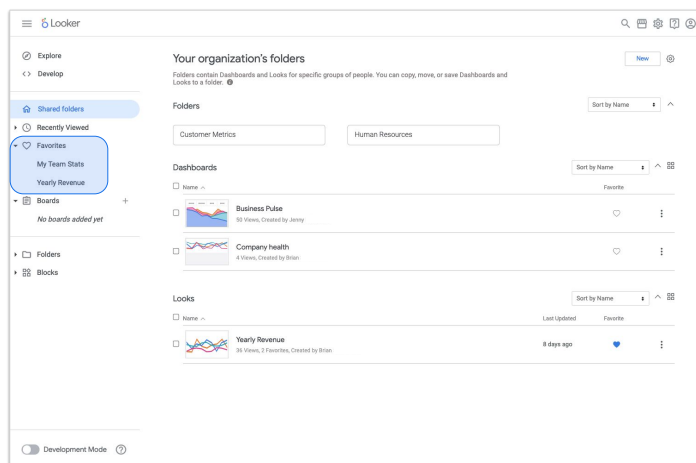 Looker
Explore
Develop
Shared folders
Recently Viewed
Favorites
My Team Stats
Yearly Revenue
Boards
No boards added yet
Folders
Blocks
Development Mode
Your organization's folders
New
Folders contain Dashboards and Looks for specific groups of people. You can copy, move, or save Dashboards and
Looks to a folder.
Folders
Sort by Name
Customer Metrics
Human Resources
Dashboards
Sort by Name
Name
Favorite
Business Pulse
50 Views, Created by Jenny
Company health
4 Views, Created by Brian
Looks
Sort by Name
Name
Last Updated
Favorite
Yearly Revenue
36 Views, 2 Favorites, Created by Brian
8 days ago